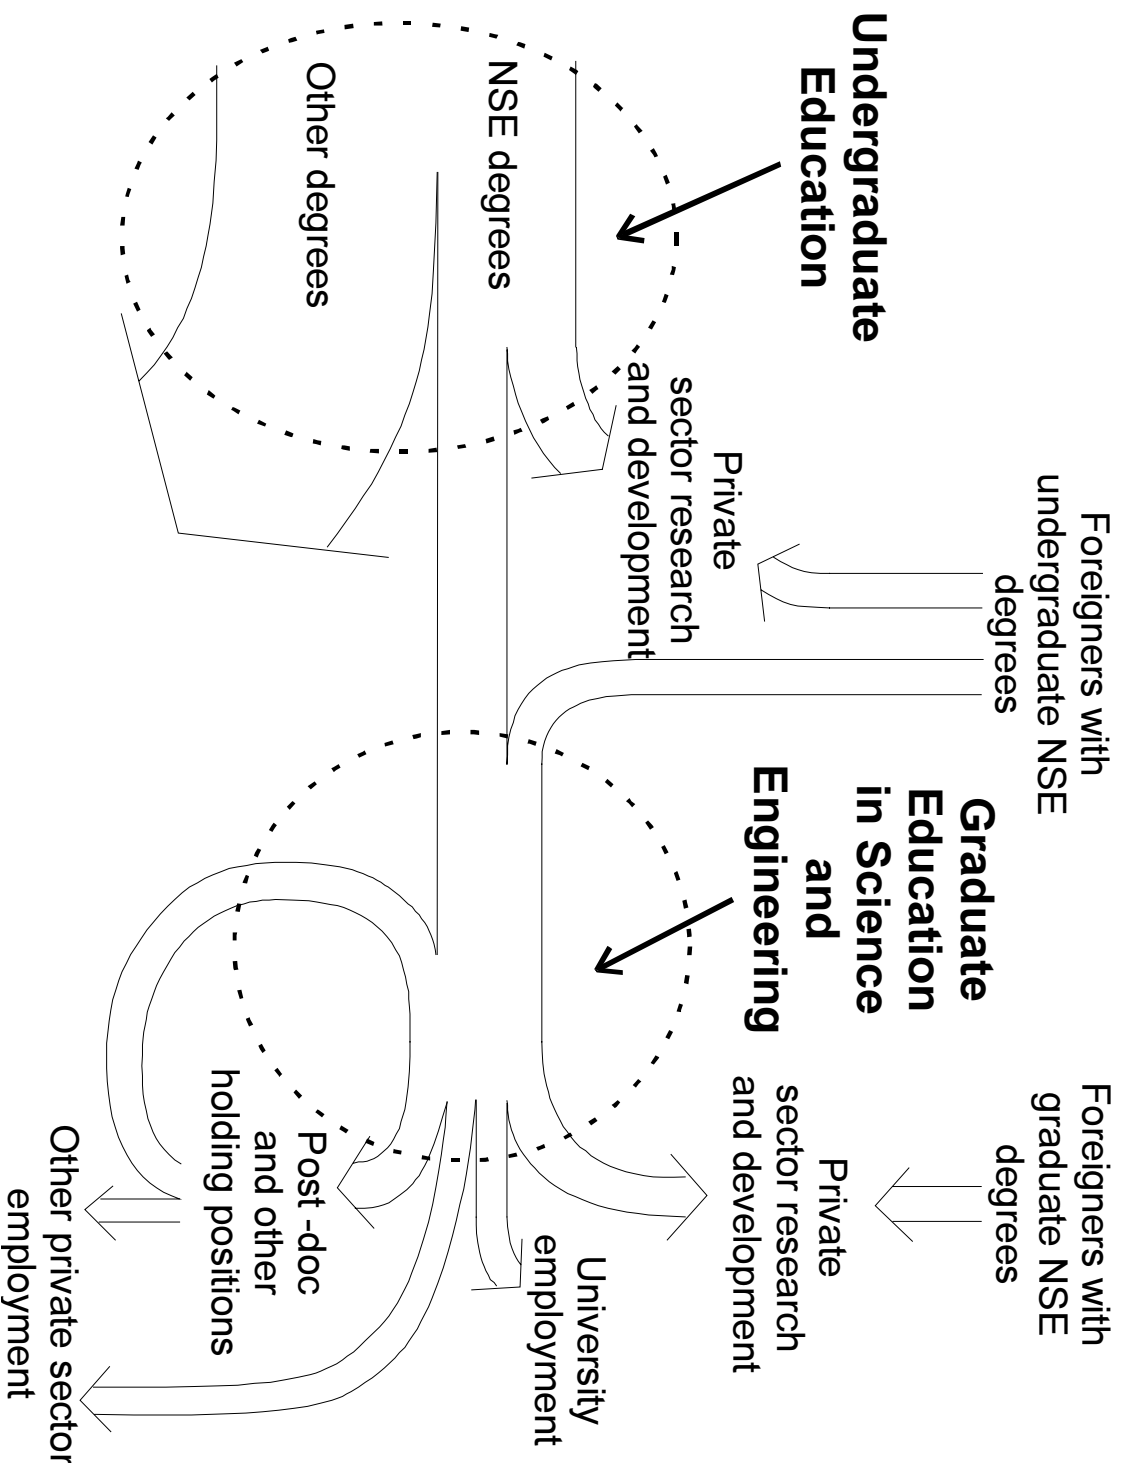 Undergraduate
Education
Foreigners with
undergraduate NSE
degrees
Graduate
Education
in Science
and
Engineering
Foreigners with
graduate NSE
degrees
Private
sector research
and development
Private
sector research
and development
NSE degrees
Other degrees
University
employment
Post -doc
and other
holding positions
Other private sector
employment